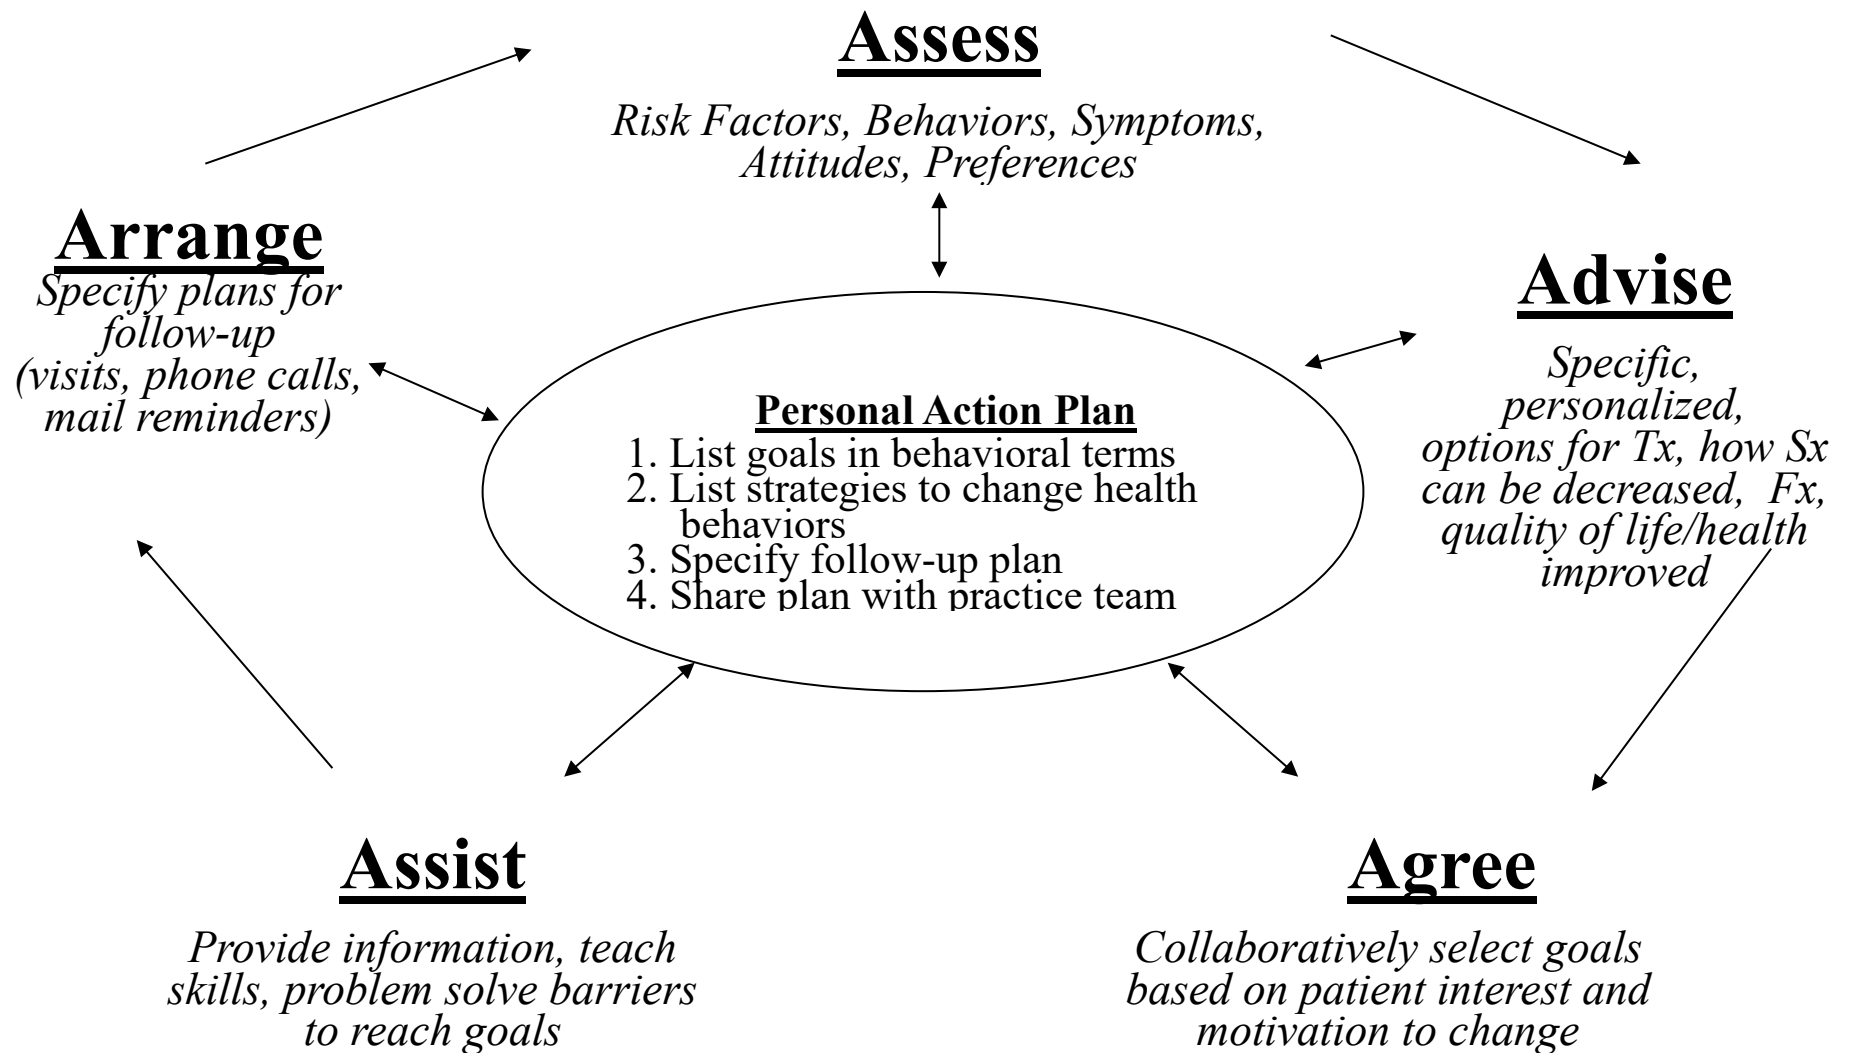 Assess
Risk Factors, Behaviors, Symptoms,
Attitudes, Preferences
Arrange
Specify plans for
follow-up
(visits, phone calls,
mail reminders)
Advise
Specific,
personalized,
options for Tx, how Sx
can be decreased, Fx,
quality of life/health
improved
Personal Action Plan
1. List goals in behavioral terms
2. List strategies to change health
behaviors
3. Specify follow-up plan
4. Share plan with practice team
Assist
Provide information, teach
skills, problem solve barriers
to reach goals
Agree
Collaboratively select goals
based on patient interest and
motivation to change